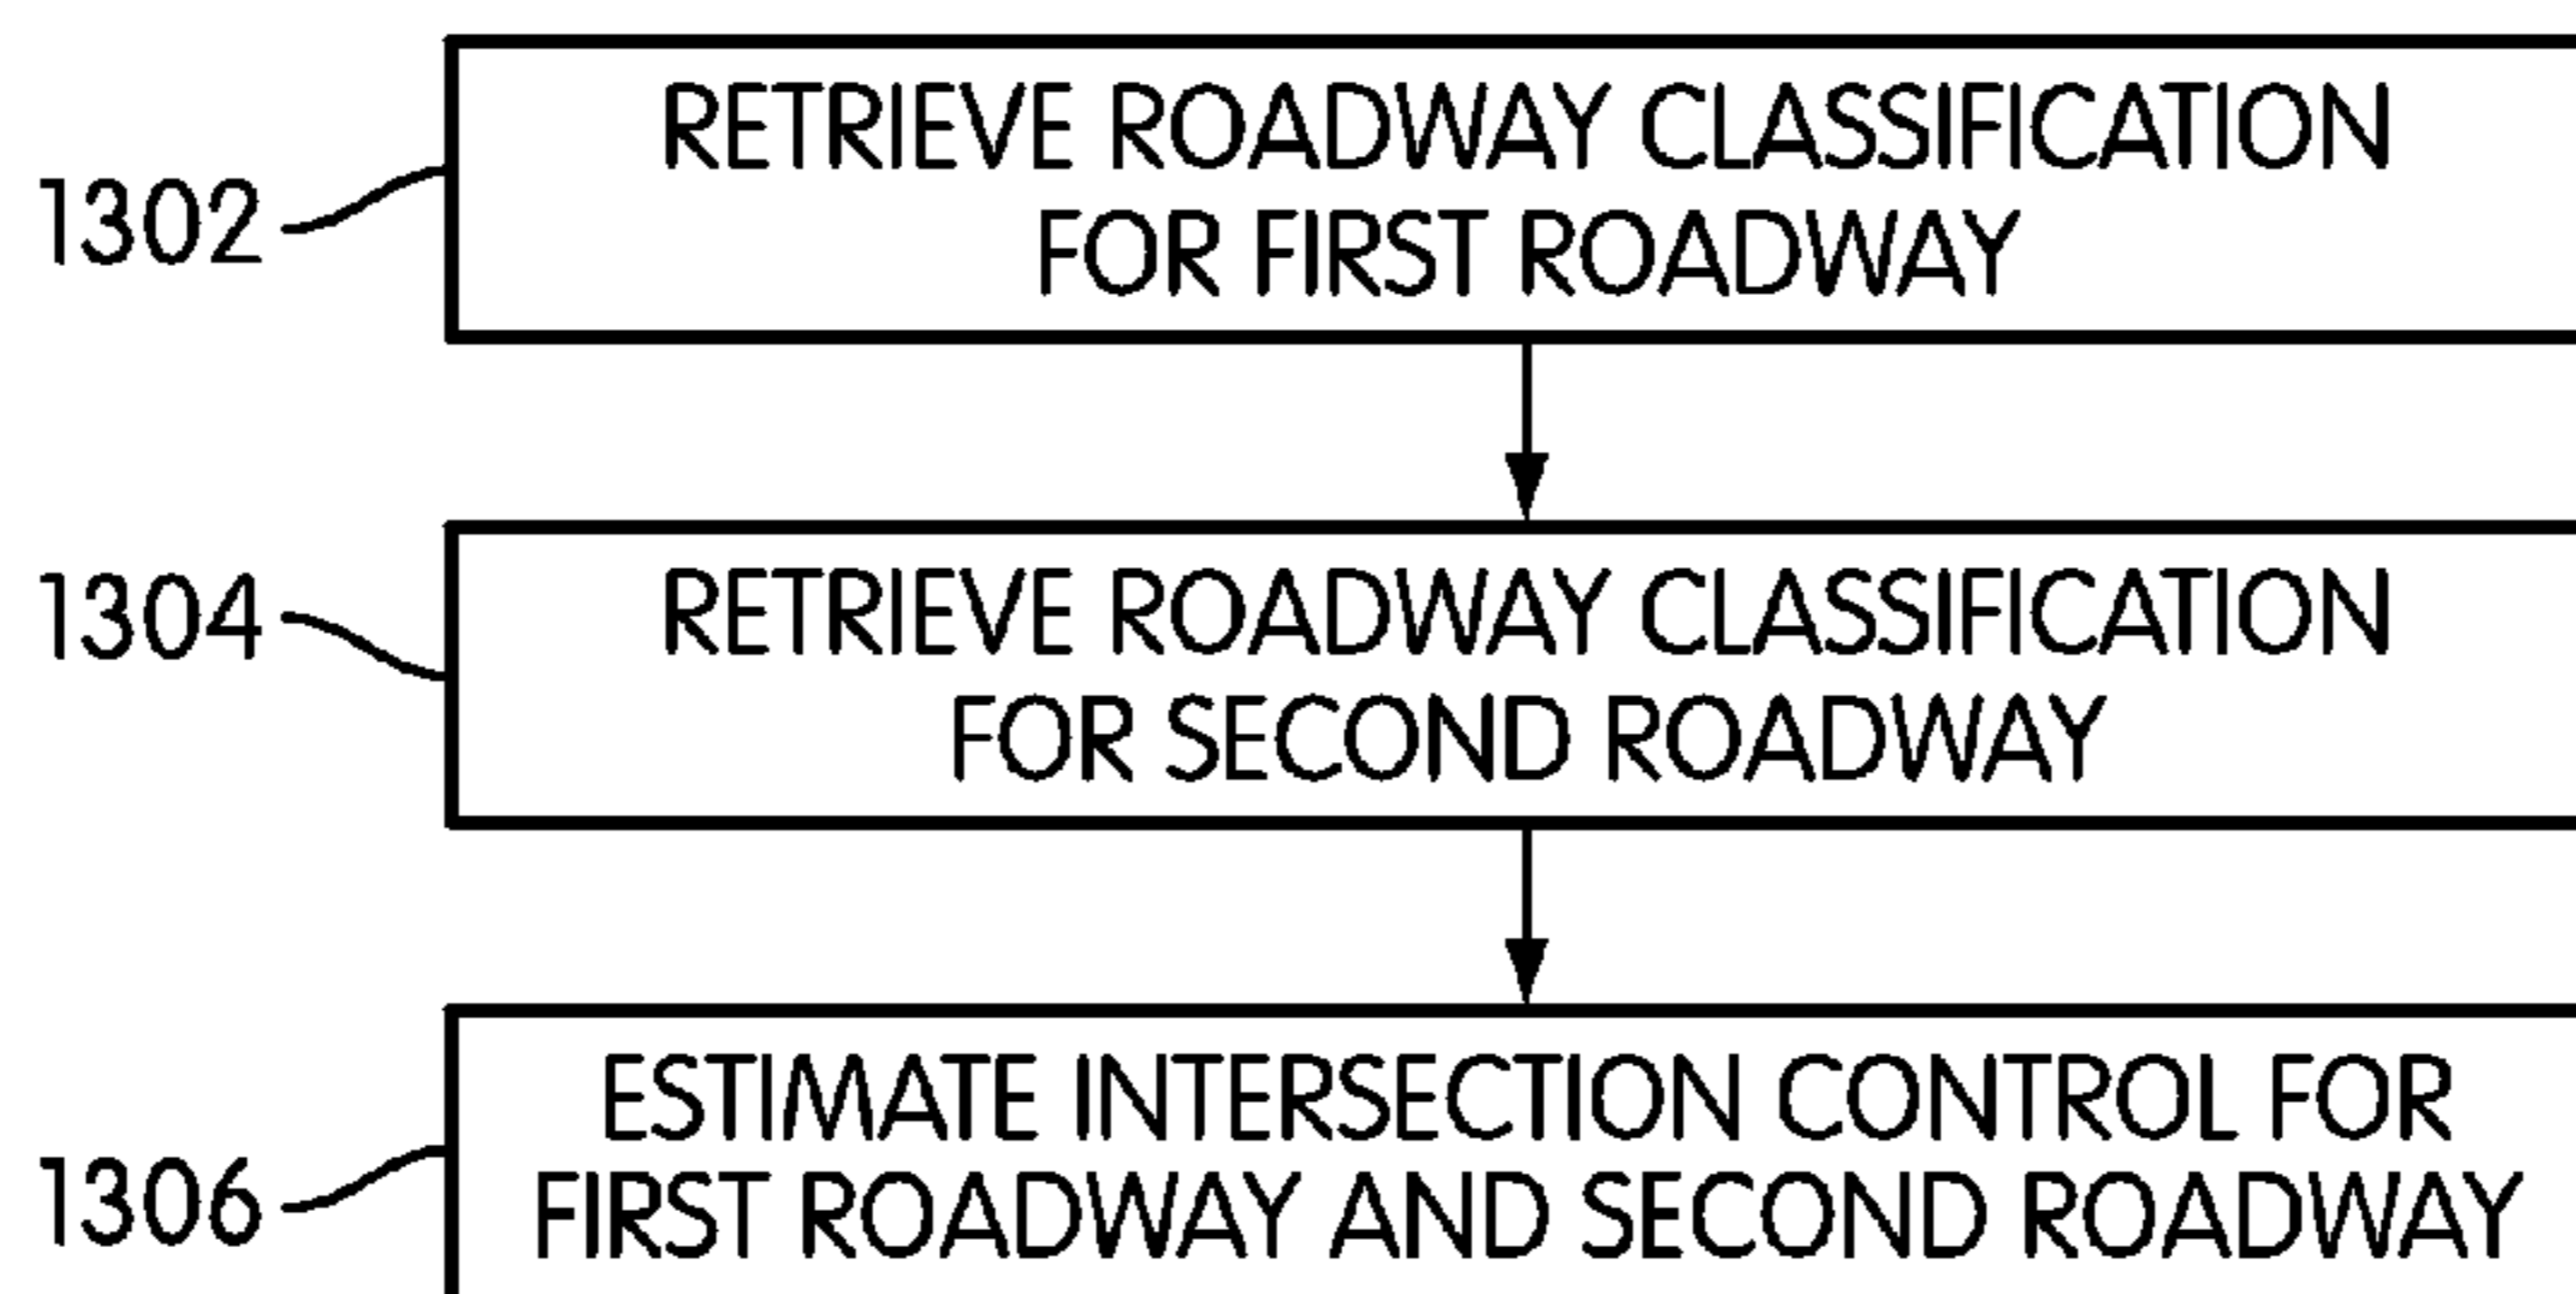 RETRIEVE ROADWAY CLASSIFICATION
FOR FIRST ROADWAY
1302
RETRIEVE ROADWAY CLASSIFICATION
FOR SECOND ROADWAY
1304
ESTIMATE INTERSECTION CONTROL FOR
FIRST ROADWAY AND SECOND ROADWAY
1306